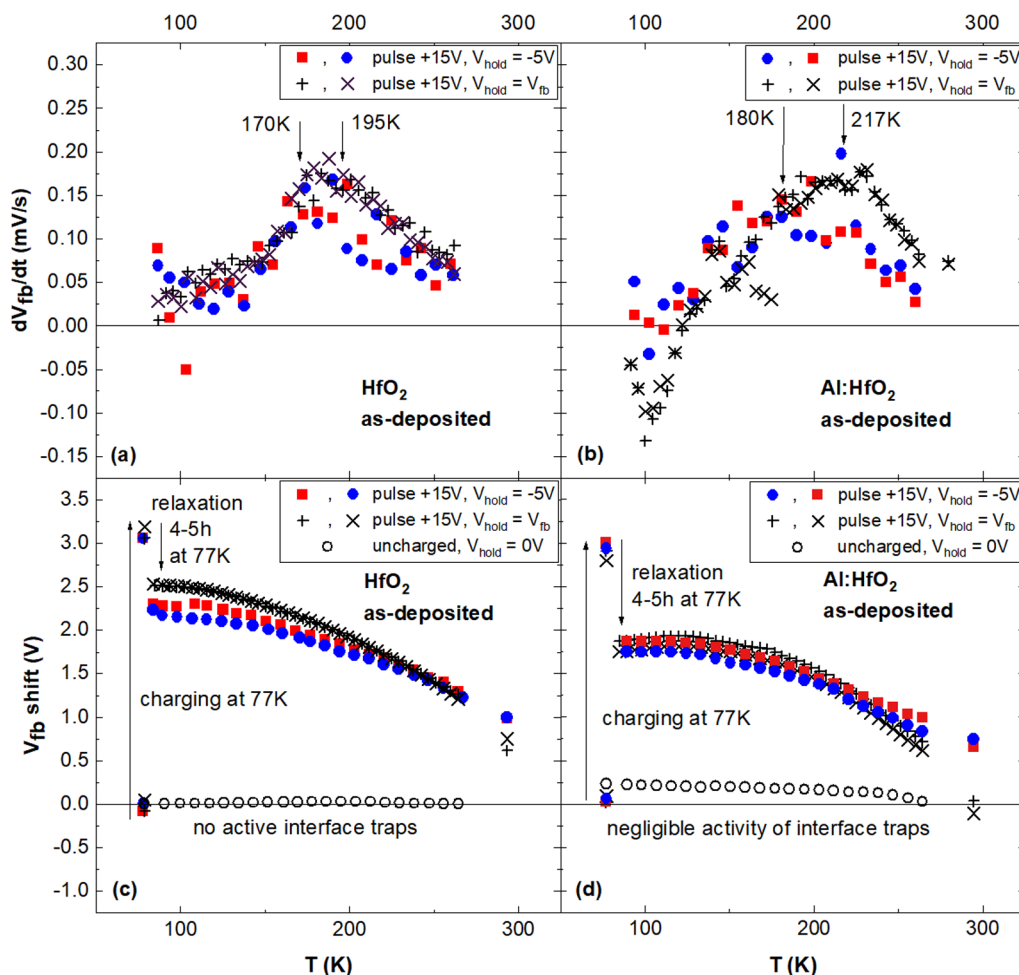 100 200 300
100 200 300
0.30
0.25
0.20
0.15
0.10
0.05
0.00
-0.05
-0.10
-0.15
dVfb/dt (mV/s)
, pulse +15V, Vhold = -5V
, pulse +15V, Vhold = Vfb
170K
195K
HfO2
as-deposited
(a)
, pulse +15V, Vhold = -5V
, pulse +15V, Vhold = Vfb
180K
217K
Al:HfO2
as-deposited
(b)
3.5
3.0
2.5
2.0
1.5
1.0
0.5
0.0
-0.5
-1.0
Vfb shift (V)
, pulse +15V, Vhold = -5V
, pulse +15V, Vhold = Vfb
uncharged, Vhold = 0V
relaxation
4-5h
at 77K
HfO2
as-deposited
charging at 77K
no active interface traps
(c)
, pulse +15V, Vhold = -5V
, pulse +15V, Vhold = Vfb
uncharged, Vhold = 0V
relaxation
4-5h at 77K
Al:HfO2
as-deposited
charging at 77K
negligible activity of interface traps
(d)
100 200 300
100 200 300
T (K)
T (K)